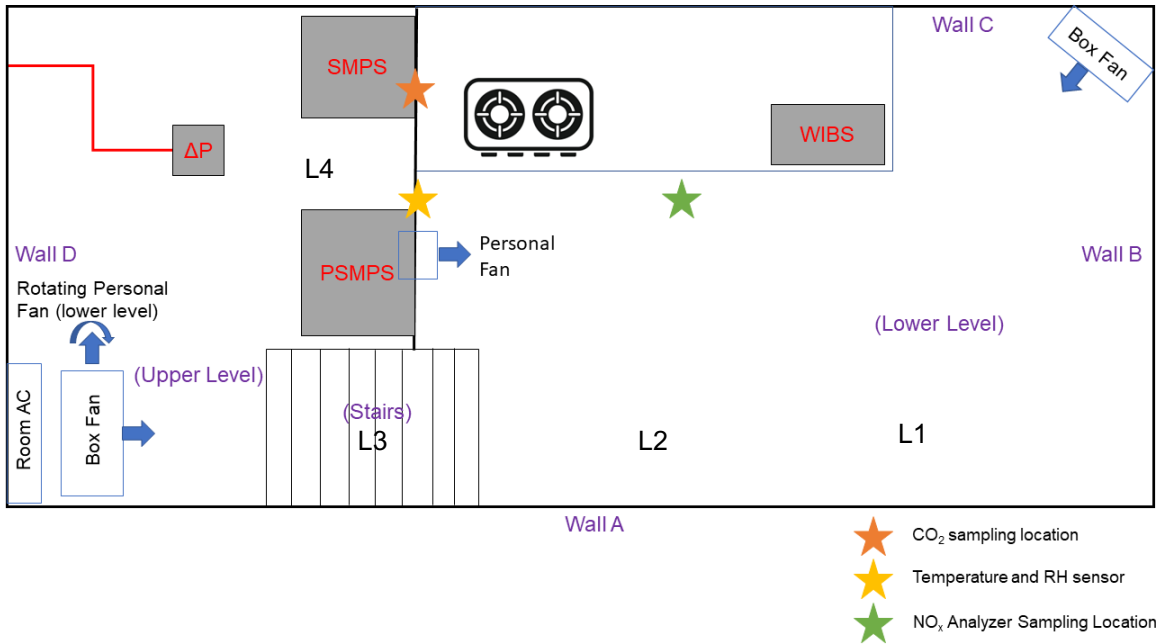 Wall C
Box Fan
SMPS
WIBS
ΔP
L4
Wall D
PSMPS
Personal
Fan
Wall B
Rotating Personal
Fan (lower level)
(Lower Level)
(Upper Level)
Room AC
Box Fan
(Stairs)
L3
L2
L1
Wall A
CO₂ sampling location
Temperature and RH sensor
NOₓ Analyzer Sampling Location